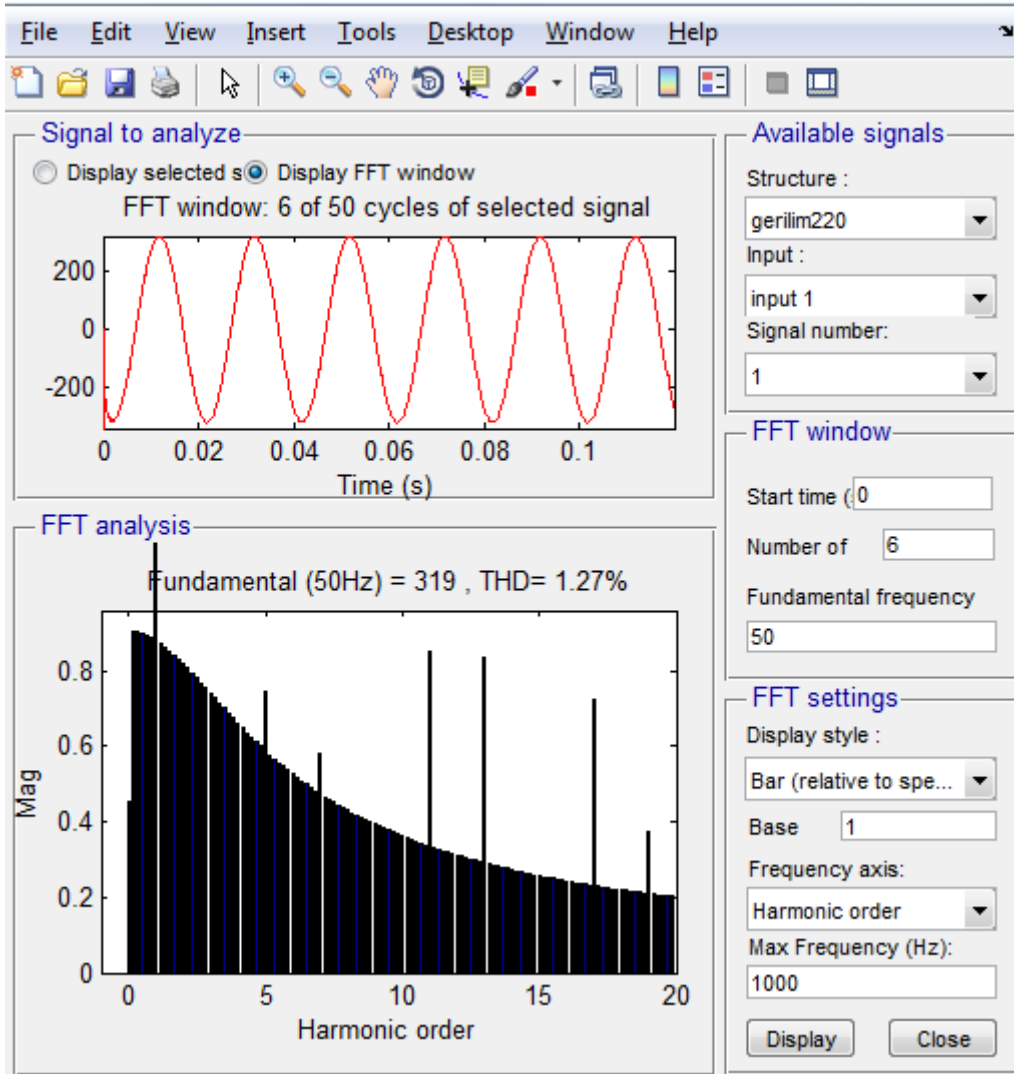 File Edit View Insert Tools Desktop Window Help
Signal to analyze
Display selected s Display FFT window
FFT window: 6 of 50 cycles of selected signal
200
0
-200
0 0.02 0.04 0.06 0.08 0.1
Time (s)
FFT analysis
Fundamental (50Hz) = 319 , THD= 1.27%
0.8
0.6
0.4
0.2
0
Mag
0 5 10 15 20
Harmonic order
Available signals
Structure :
gerilim220
Input :
input 1
Signal number:
1
FFT window
Start time (s 0
Number of 6
Fundamental frequency
50
FFT settings
Display style :
Bar (relative to spe...
Base 1
Frequency axis:
Harmonic order
Max Frequency (Hz):
1000
Display Close